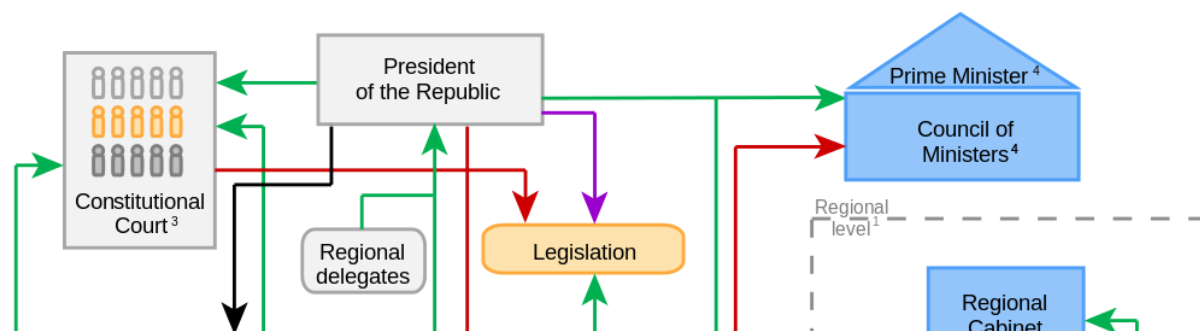 President
of the Republic
Prime Minister 4
Council of
Ministers 4
Constitutional
Court 3
Regional
level 1
Regional
delegates
Legislation
Regional
Cabinet